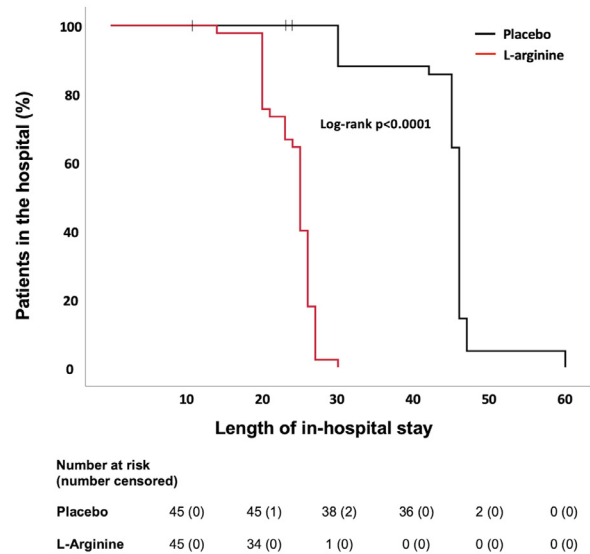 100
80
60
40
20
0
Patients in the hospital (%)
Placebo
L-arginine
Log-rank p<0.0001
10 20 30 40 50 60
Length of in-hospital stay
Number at risk
(number censored)
Placebo 45 (0) 45 (1) 38 (2) 36 (0) 2 (0) 0 (0)
L-Arginine 45 (0) 34 (0) 1 (0) 0 (0) 0 (0) 0 (0)